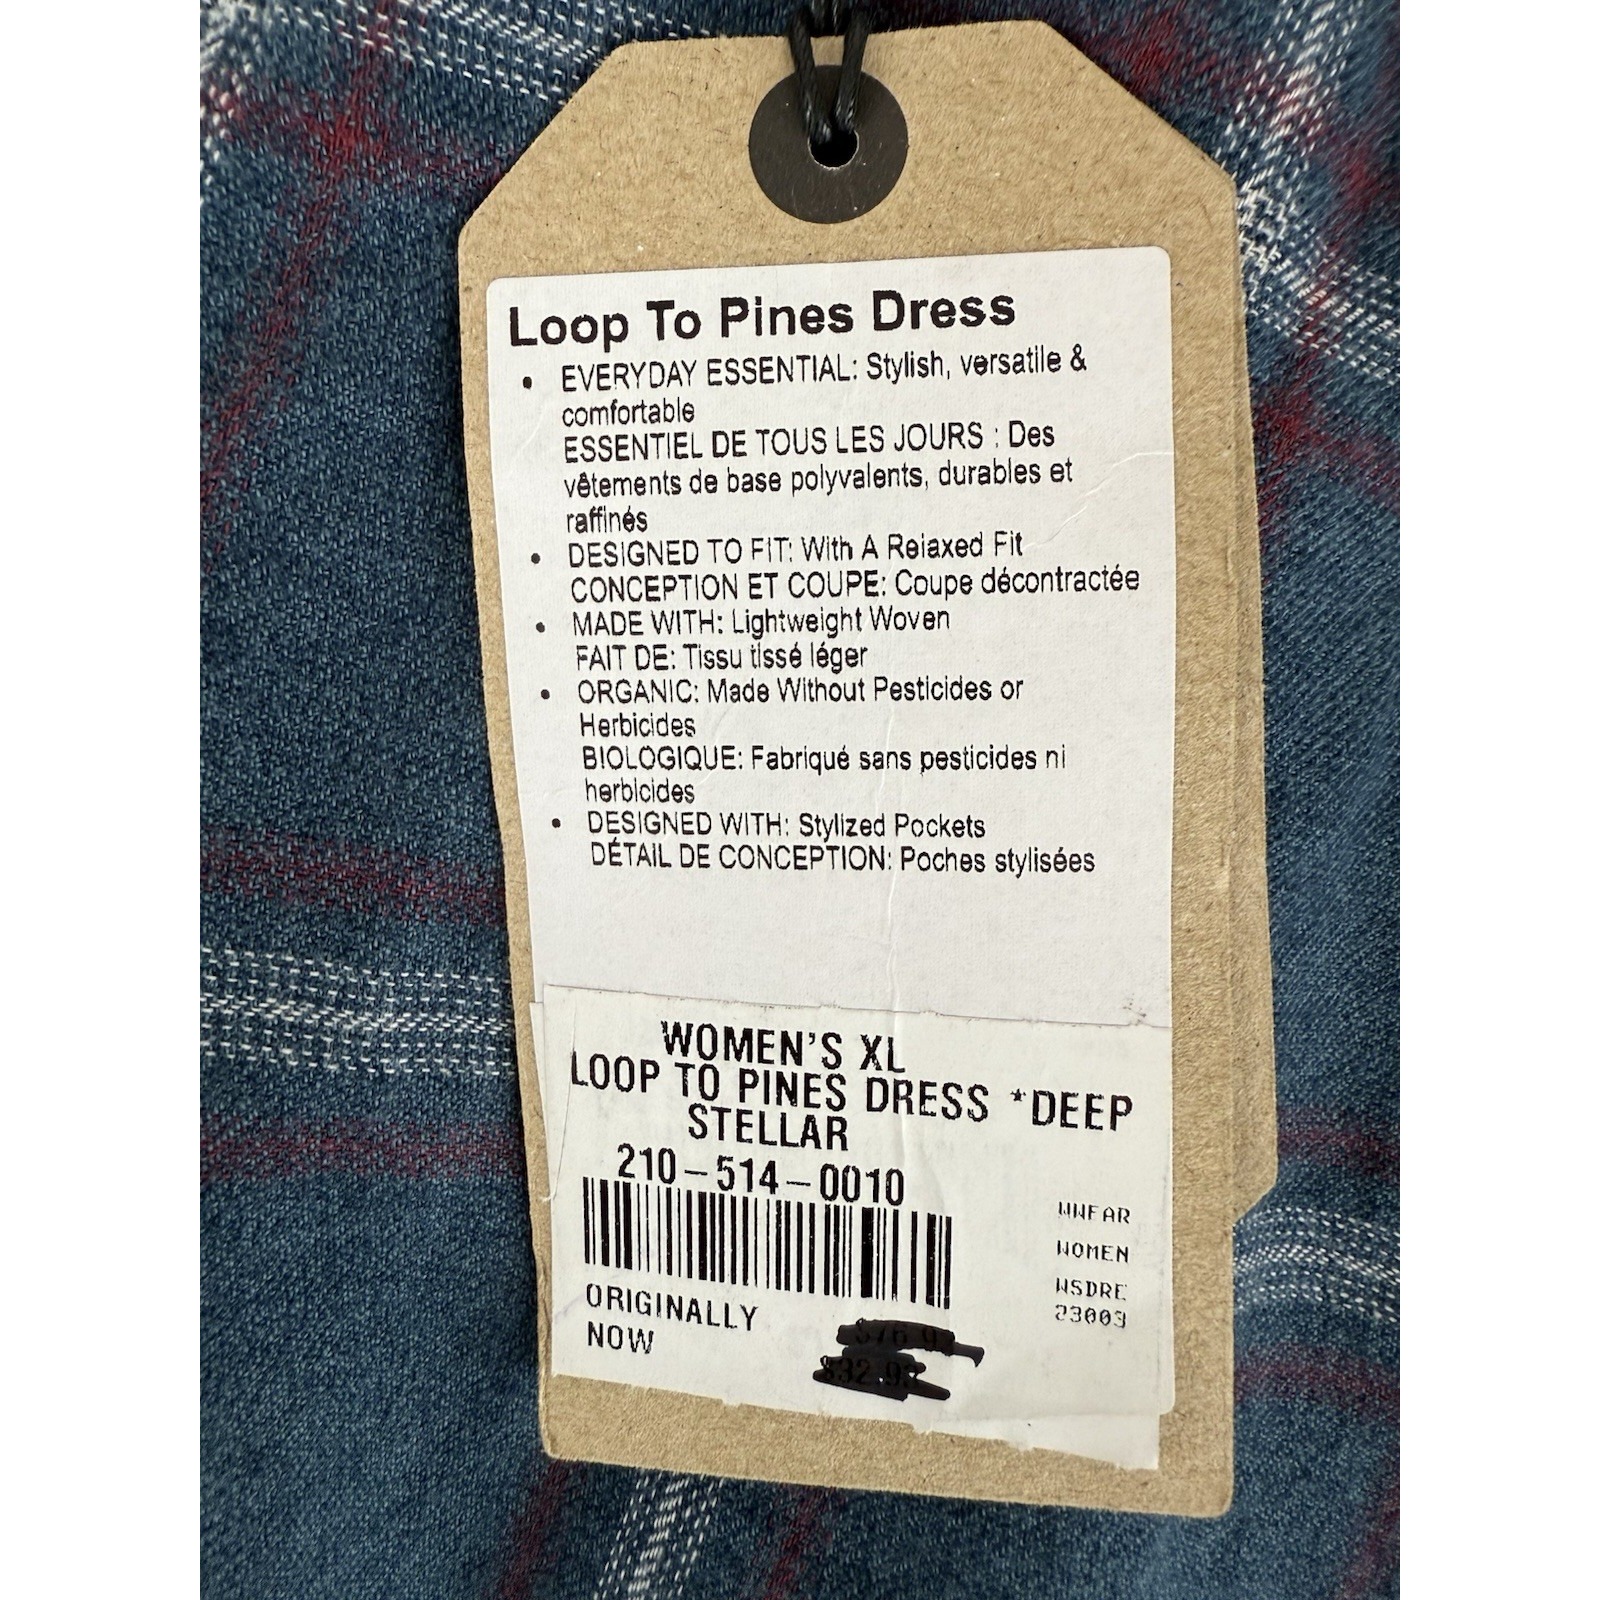 Loop To Pines Dress
• EVERYDAY ESSENTIAL: Stylish, versatile &
comfortable
ESSENTIEL DE TOUS LES JOURS : Des
vêtements de base polyvalents, durables et
raffinés
• DESIGNED TO FIT: With A Relaxed Fit
CONCEPTION ET COUPE: Coupe décontractée
• MADE WITH: Lightweight Woven
FAIT DE: Tissu tissé léger
• ORGANIC: Made Without Pesticides or
Herbicides
BIOLOGIQUE: Fabriqué sans pesticides ni
herbicides
• DESIGNED WITH: Stylized Pockets
DÉTAIL DE CONCEPTION: Poches stylisées
WOMEN'S XL
LOOP TO PINES DRESS *DEEP
STELLAR
210-514-0010
WWEAR
WOMEN
WSDRE
23003
ORIGINALLY
NOW